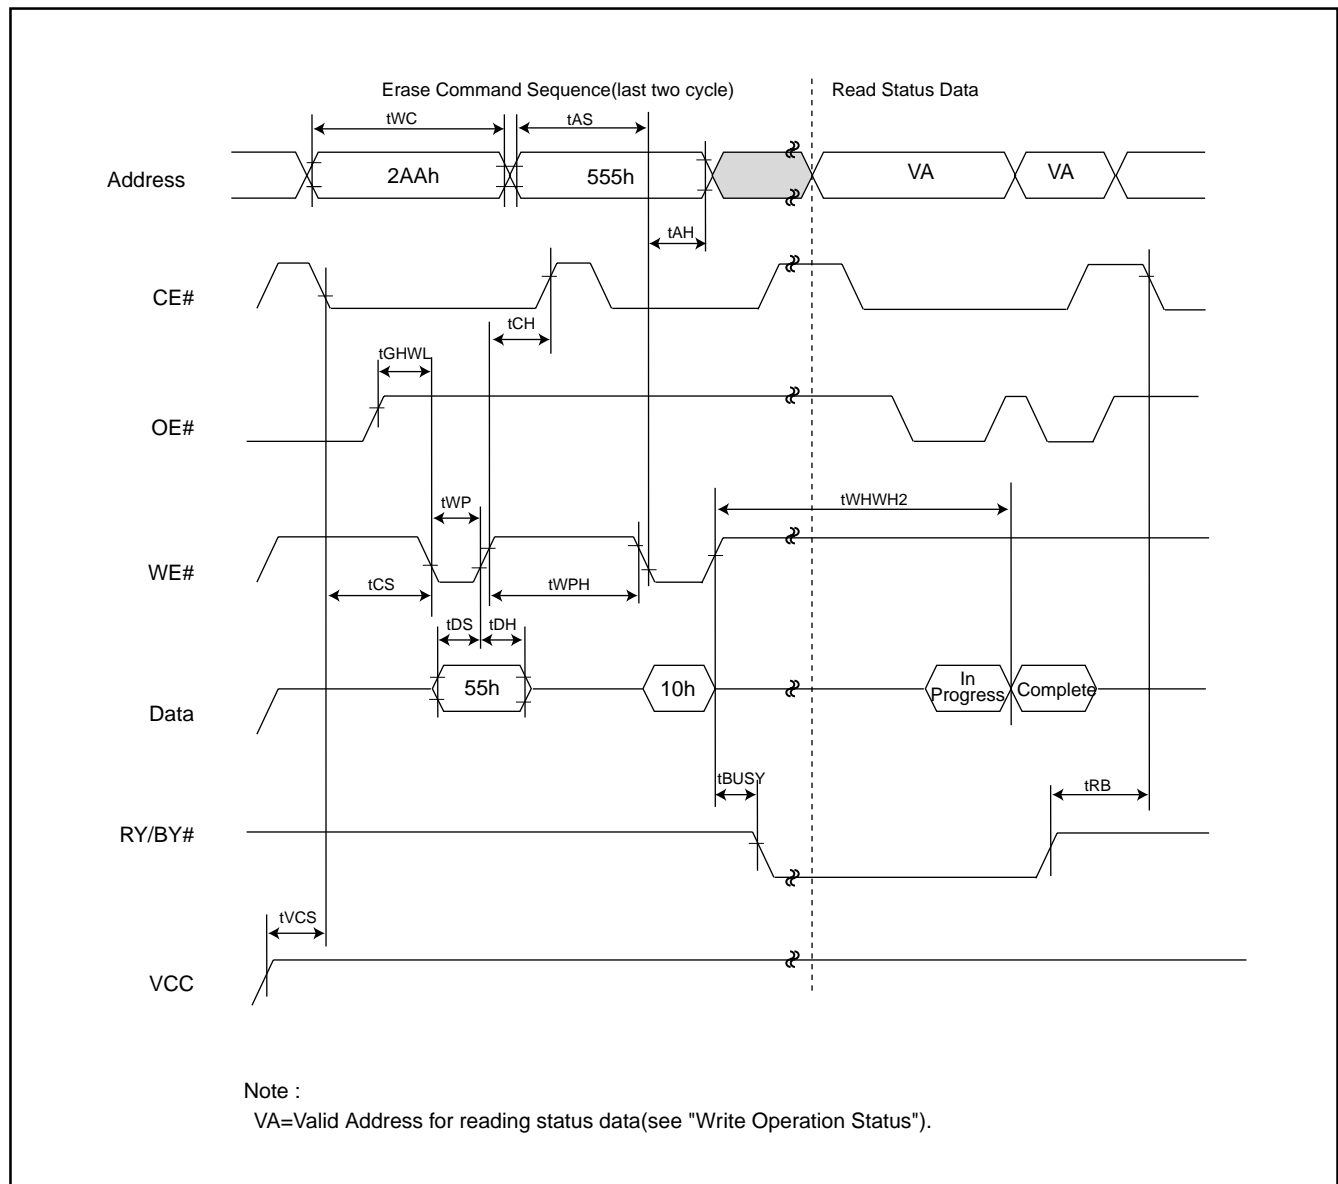 Erase Command Sequence(last two cycle)
Read Status Data
tWC
tAS
Address
2AAh
555h
VA
VA
tAH
CE#
tCH
tGHWL
OE#
tWP
tWHWH2
WE#
tCS
tWPH
tDS
tDH
Data
55h
10h
In
Progress
Complete
tBUSY
tRB
RY/BY#
tVCS
VCC
Note :
VA=Valid Address for reading status data(see "Write Operation Status").